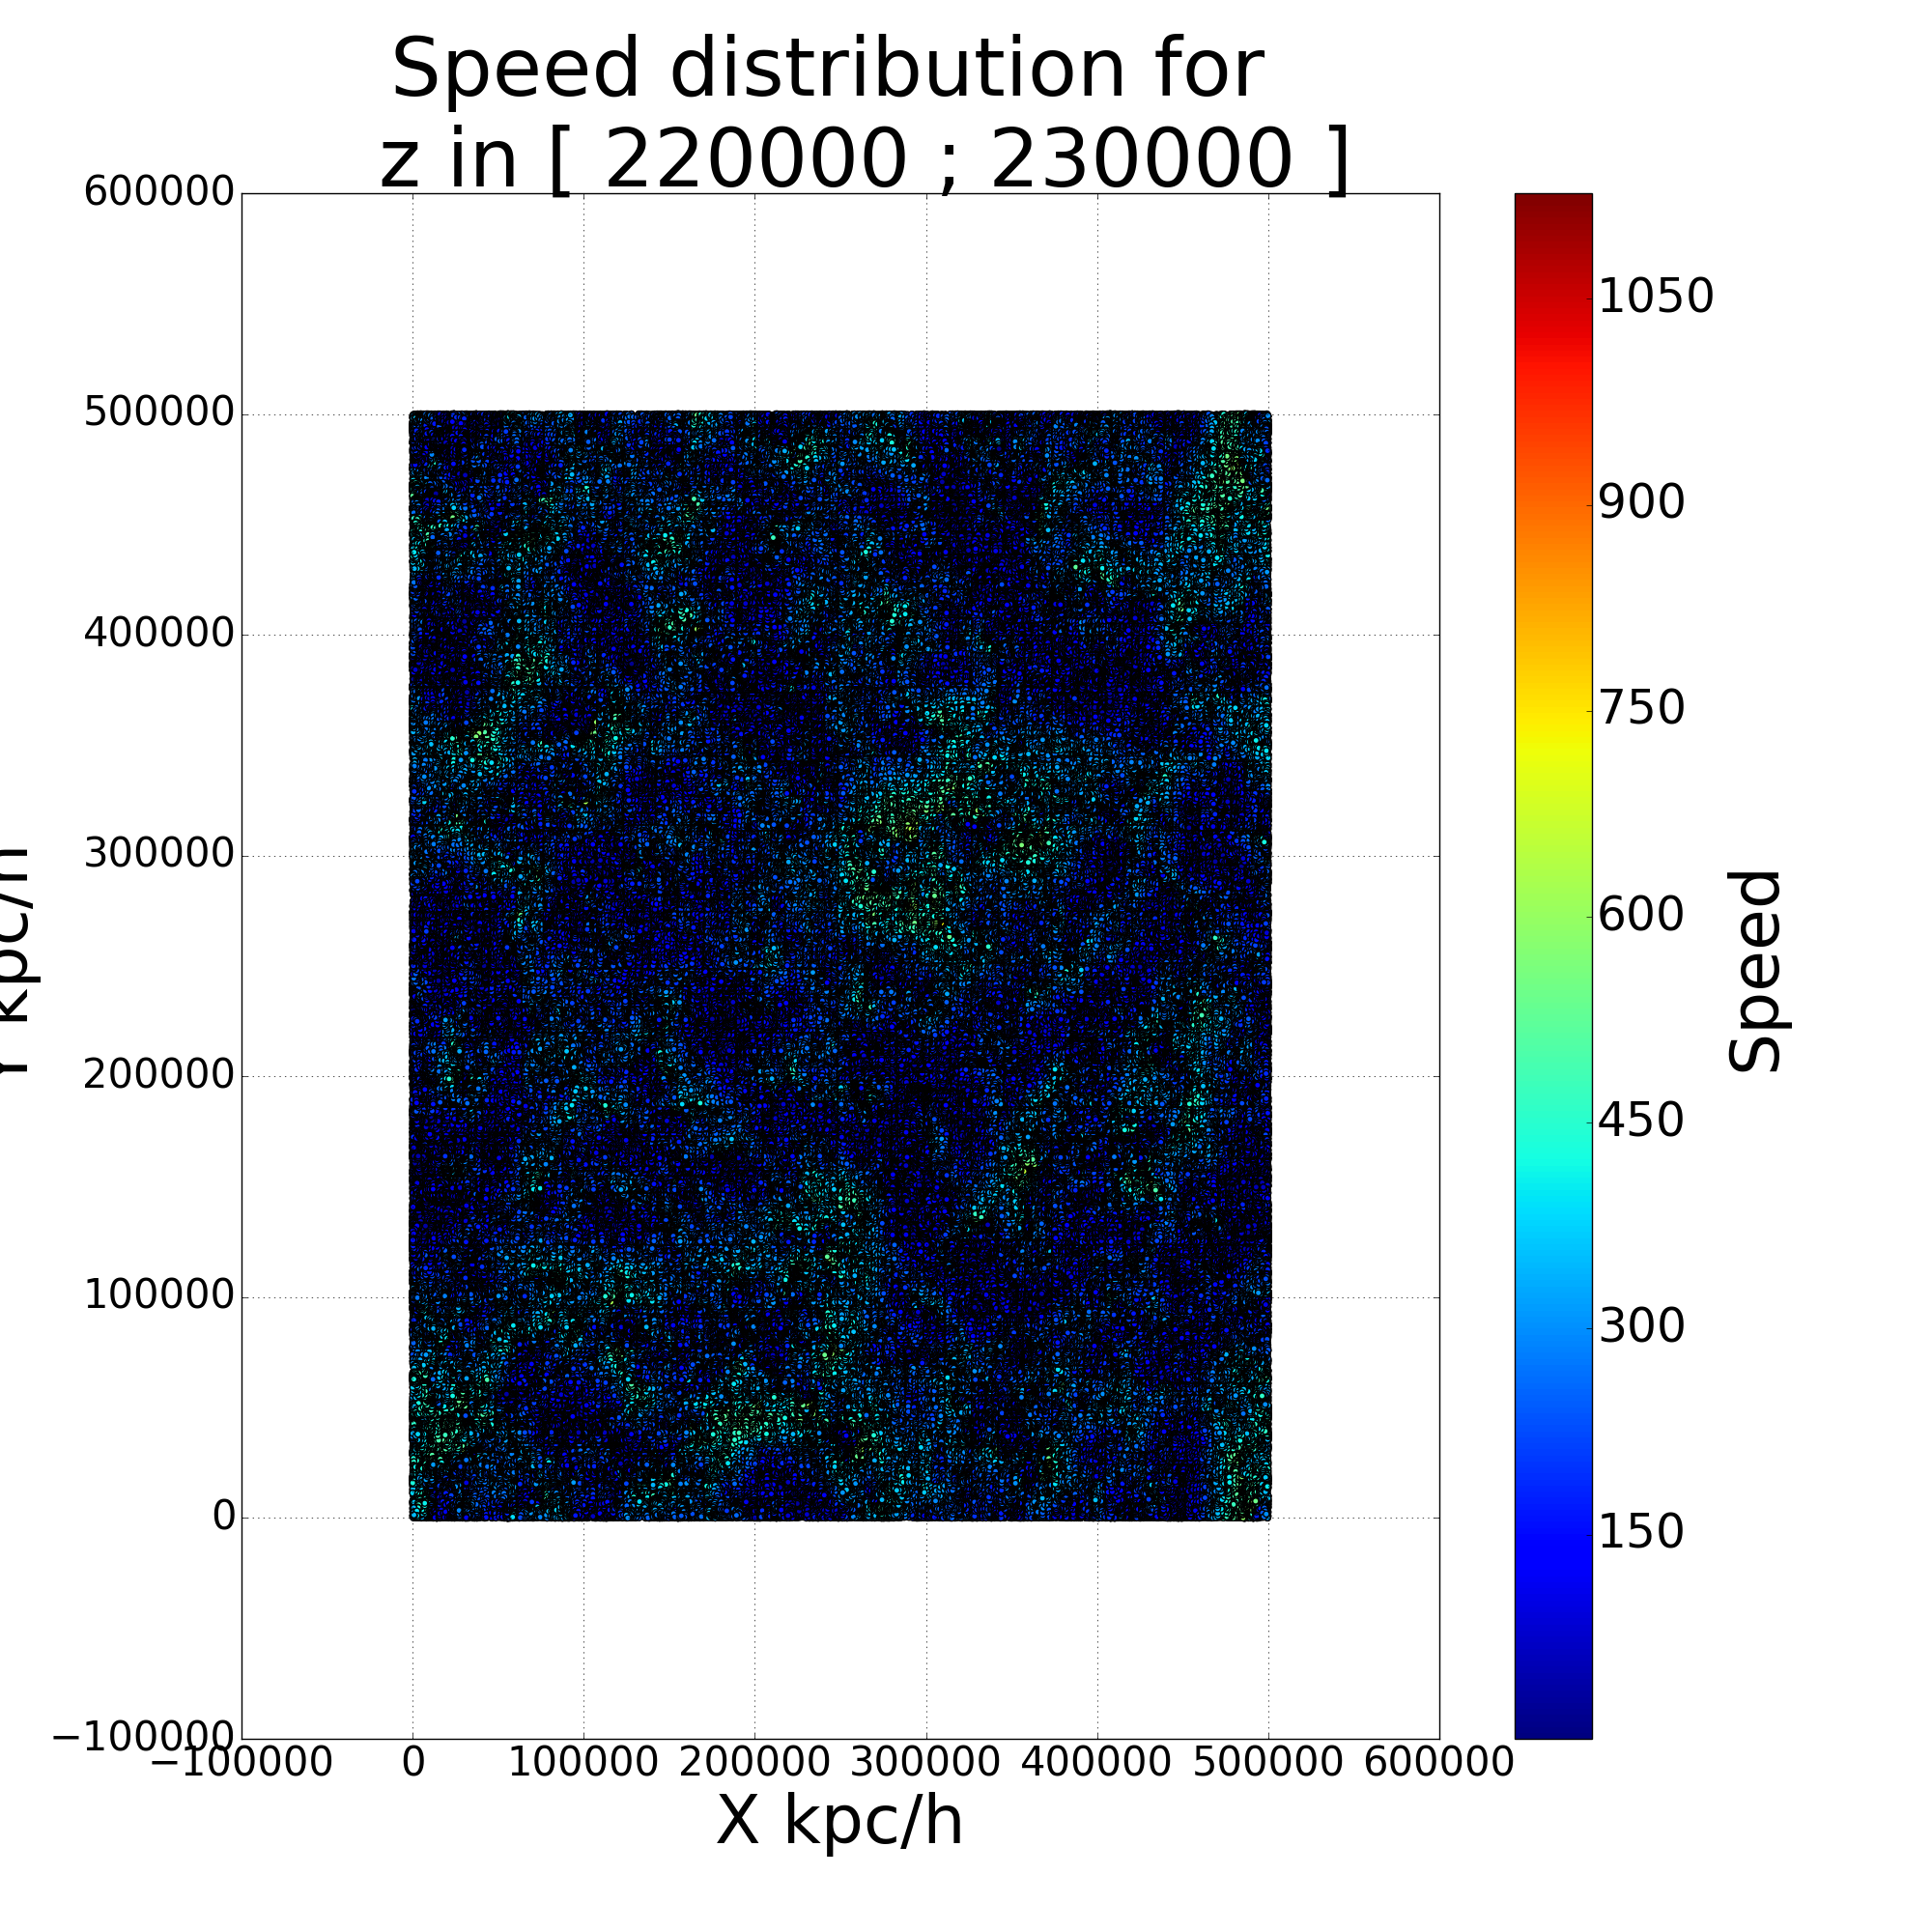 Speed distribution for
z in [ 220000 ; 230000 ]
600000
500000
400000
300000
200000
100000
0
−100000
Y kpc/h
−100000 0 100000 200000 300000 400000 500000 600000
X kpc/h
1050
900
750
600
450
300
150
Speed